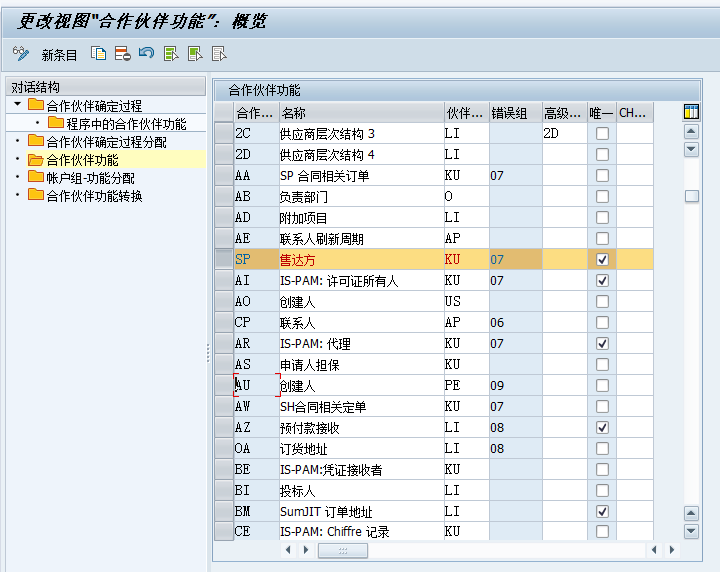 更改视图"合作伙伴功能": 概览
新条目
对话结构
合作伙伴确定过程
程序中的合作伙伴功能
合作伙伴确定过程分配
合作伙伴功能
帐户组-功能分配
合作伙伴功能转换
合作伙伴功能
合作... 名称 伙伴... 错误组 高级... 唯一 CH...
2C 供应商层次结构 3 LI 2D
2D 供应商层次结构 4 LI
AA SP 合同相关订单 KU 07
AB 负责部门 O
AD 附加项目 LI
AE 联系人刷新周期 AP
SP 售达方 KU 07
AI IS-PAM: 许可证所有人 KU 07
AO 创建人 US
CP 联系人 AP 06
AR IS-PAM: 代理 KU 07
AS 申请人担保 KU
AU 创建人 PE 09
AW SH合同相关定单 KU 07
AZ 预付款接收 LI 08
OA 订货地址 LI 08
BE IS-PAM:凭证接收者 KU
BI 投标人 LI
BM SumJIT 订单地址 LI
CE IS-PAM: Chiffre 记录 KU